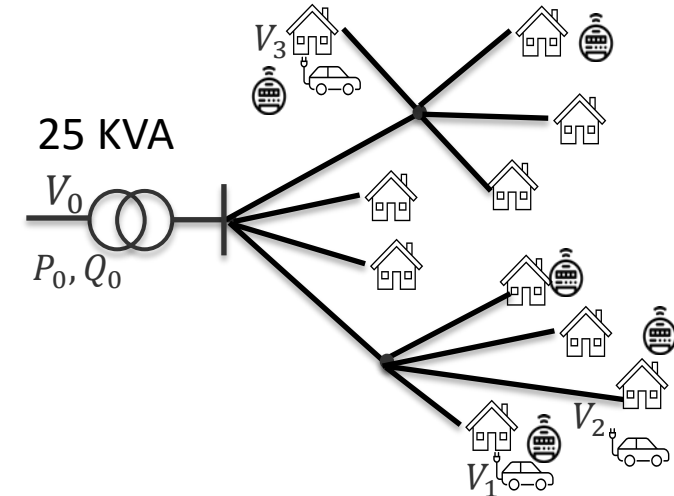 V₃
25 KVA
V₀
P₀, Q₀
V₂
V₁